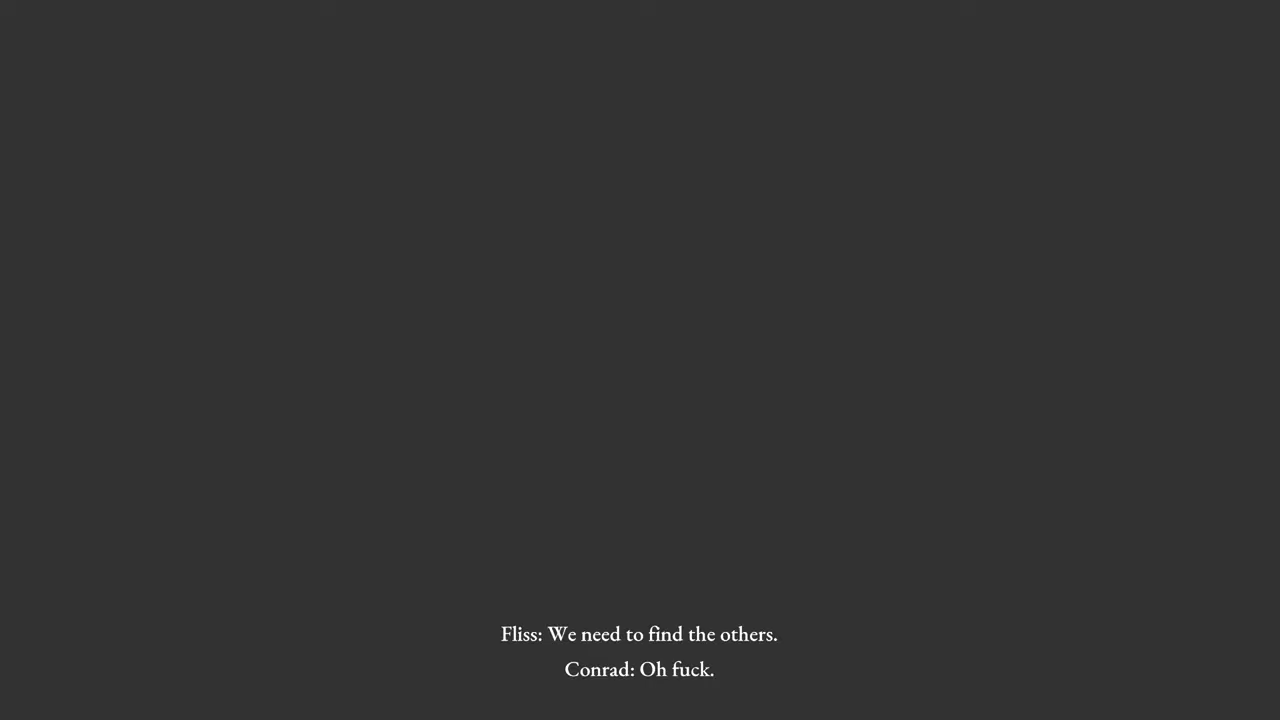 Fliss: We need to find the others.
Conrad: Oh fuck.